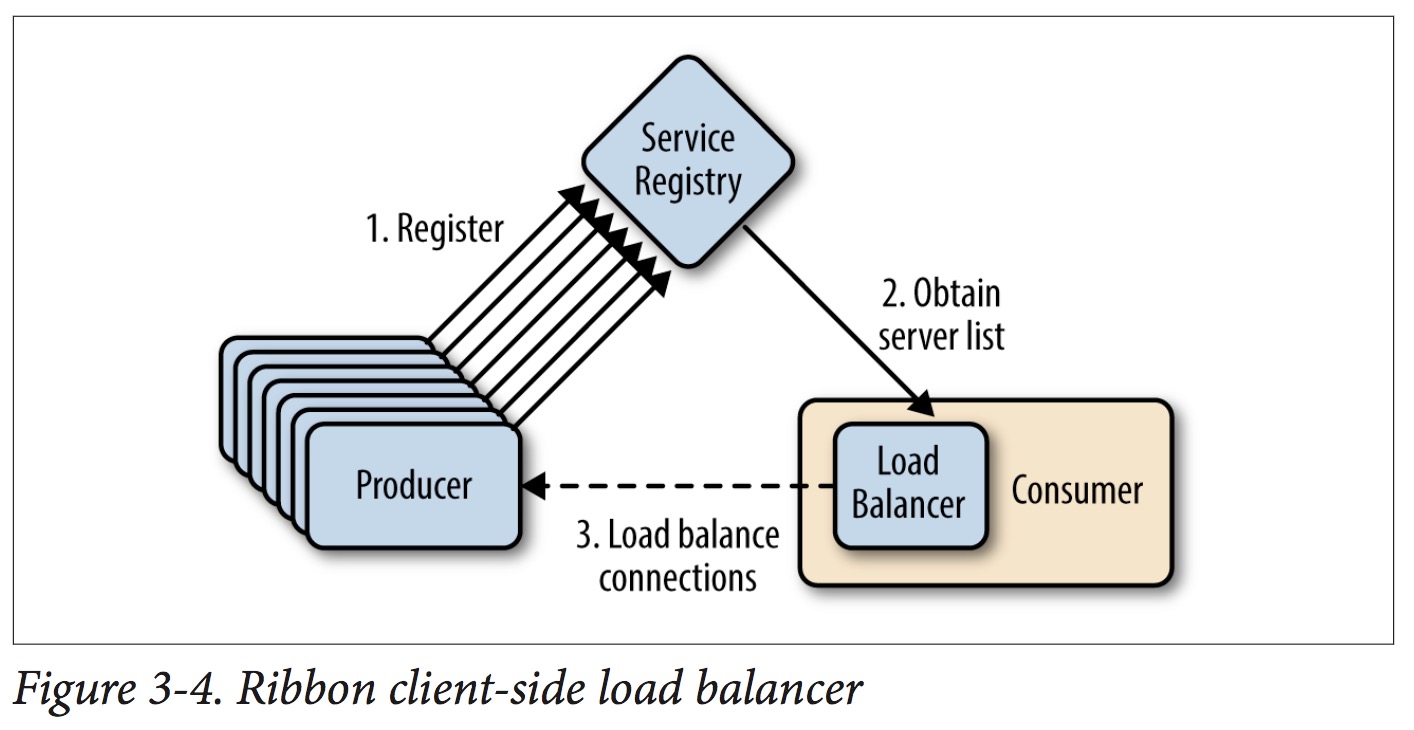 Service
Registry
1. Register
2. Obtain
server list
Producer
Load
Balancer
Consumer
3. Load balance
connections
Figure 3-4. Ribbon client-side load balancer